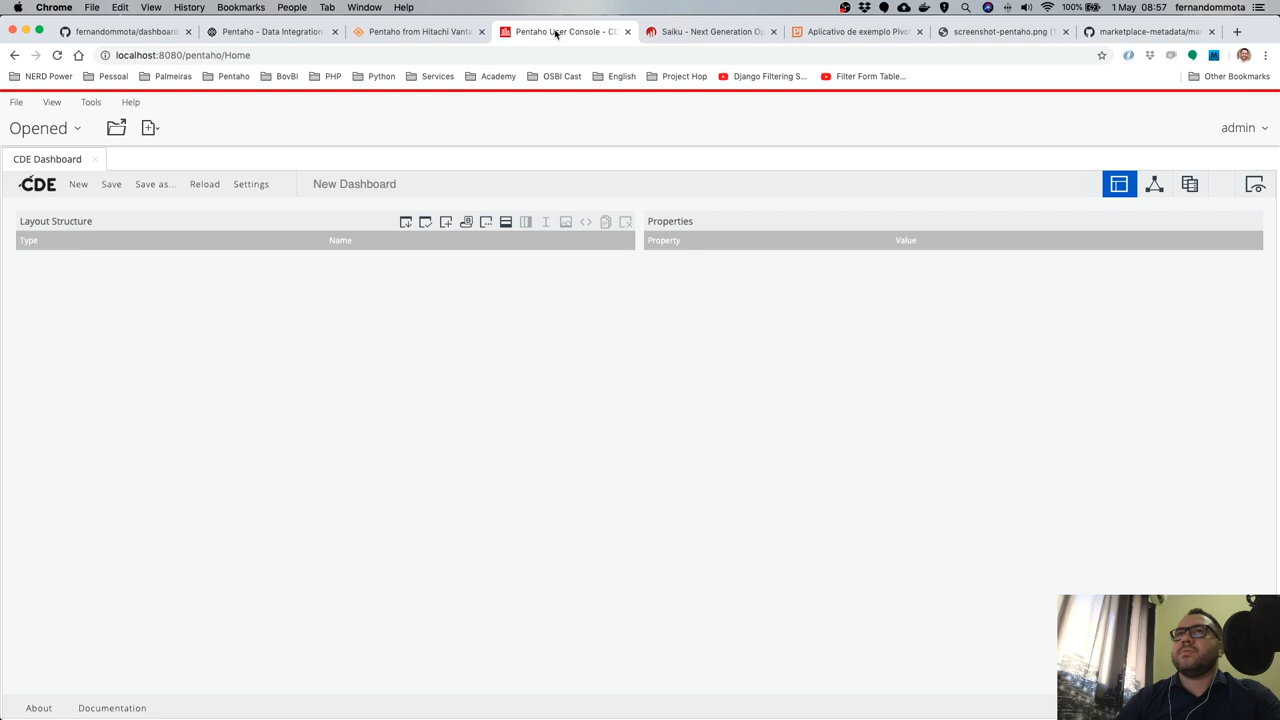 Chrome File Edit View History Bookmarks People Tab Window Help 100% 1 May 08:57 fernandommota
fernandommota/dashboard Pentaho - Data Integration Pentaho from Hitachi Vanta Pentaho User Console - CD Saiku - Next Generation Op Aplicativo de exemplo Pivo screenshot-pentaho.png (1 marketplace-metadata/mar
localhost:8080/pentaho/Home
NERD Power Pessoal Palmeiras Pentaho BovBI PHP Python Services Academy OSBI Cast English Project Hop Django Filtering S... Filter Form Table... Other Bookmarks
File View Tools Help
Opened admin
CDE Dashboard
CDE New Save Save as... Reload Settings New Dashboard
Layout Structure Properties
Type Name Property Value
About Documentation